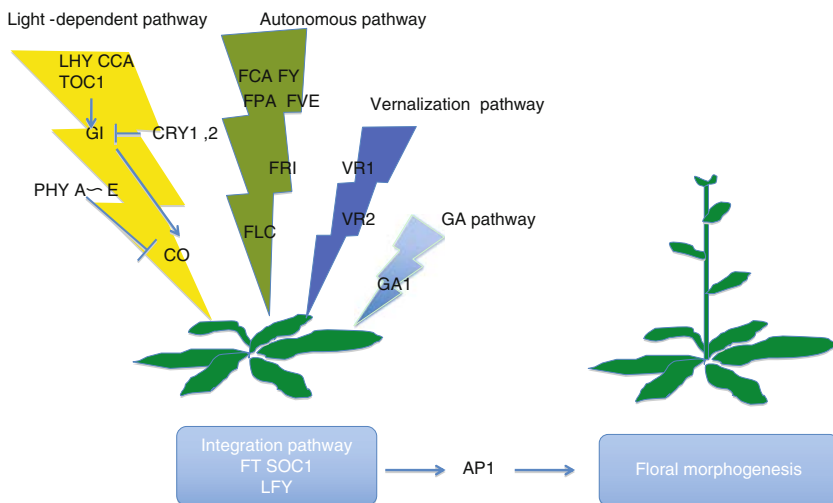 Light -dependent pathway
Autonomous pathway
LHY CCA
TOC1
FCA FY
FPA FVE
Vernalization pathway
GI
CRY1 ,2
FRI
VR1
PHY A∽ E
FLC
VR2
GA pathway
CO
GA1
Integration pathway
FT SOC1
LFY
AP1
Floral morphogenesis